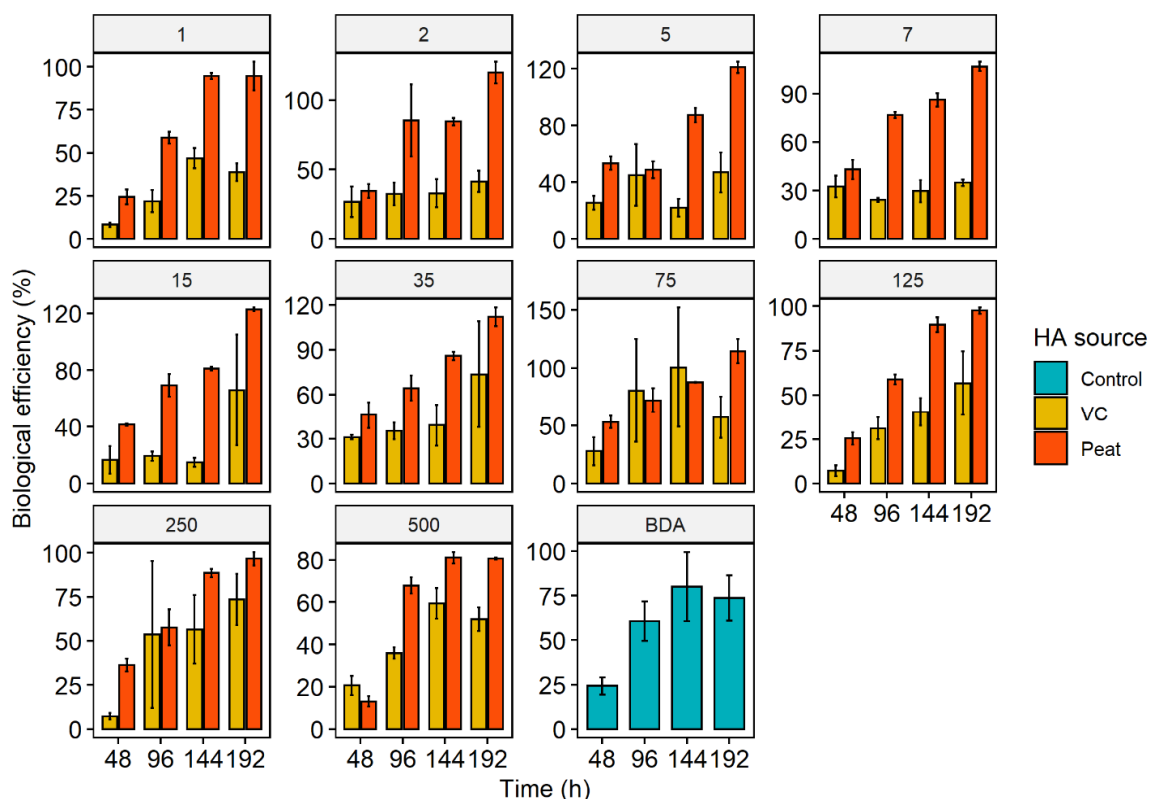 1 2 5 7
100 75 50 25 0
100 50 0
120 80 40 0
90 60 30 0
15 35 75 125
120 80 40 0
120 90 60 30 0
150 100 50 0
100 75 50 25 0
48 96 144 192
250 500 BDA
100 75 50 25 0
80 60 40 20 0
100 75 50 25 0
48 96 144 192
48 96 144 192
48 96 144 192
Biological efficiency (%)
Time (h)
HA source
Control
VC
Peat